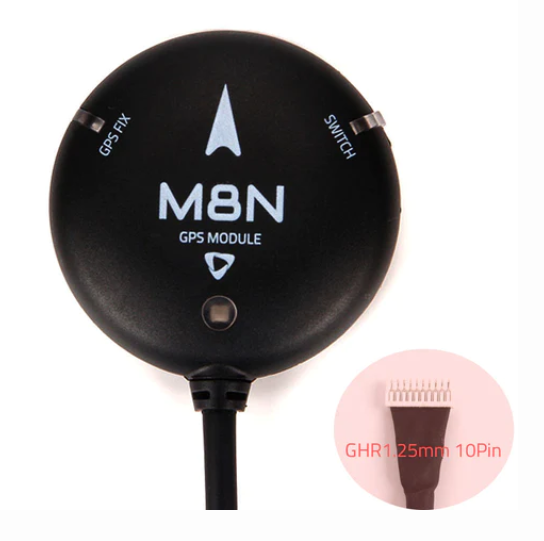 GPS FIX
SWITCH
M8N
GPS MODULE
GHR1.25mm 10Pin